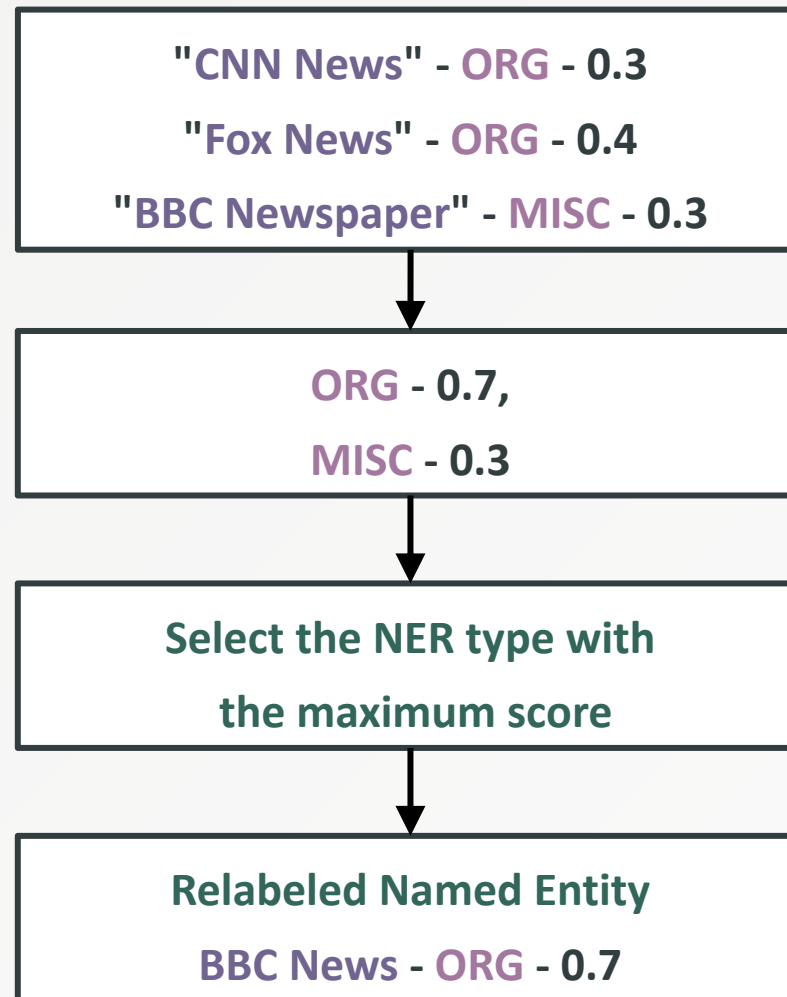 "CNN News" - ORG - 0.3
"Fox News" - ORG - 0.4
"BBC Newspaper" - MISC - 0.3
ORG - 0.7,
MISC - 0.3
Select the NER type with
the maximum score
Relabeled Named Entity
BBC News - ORG - 0.7